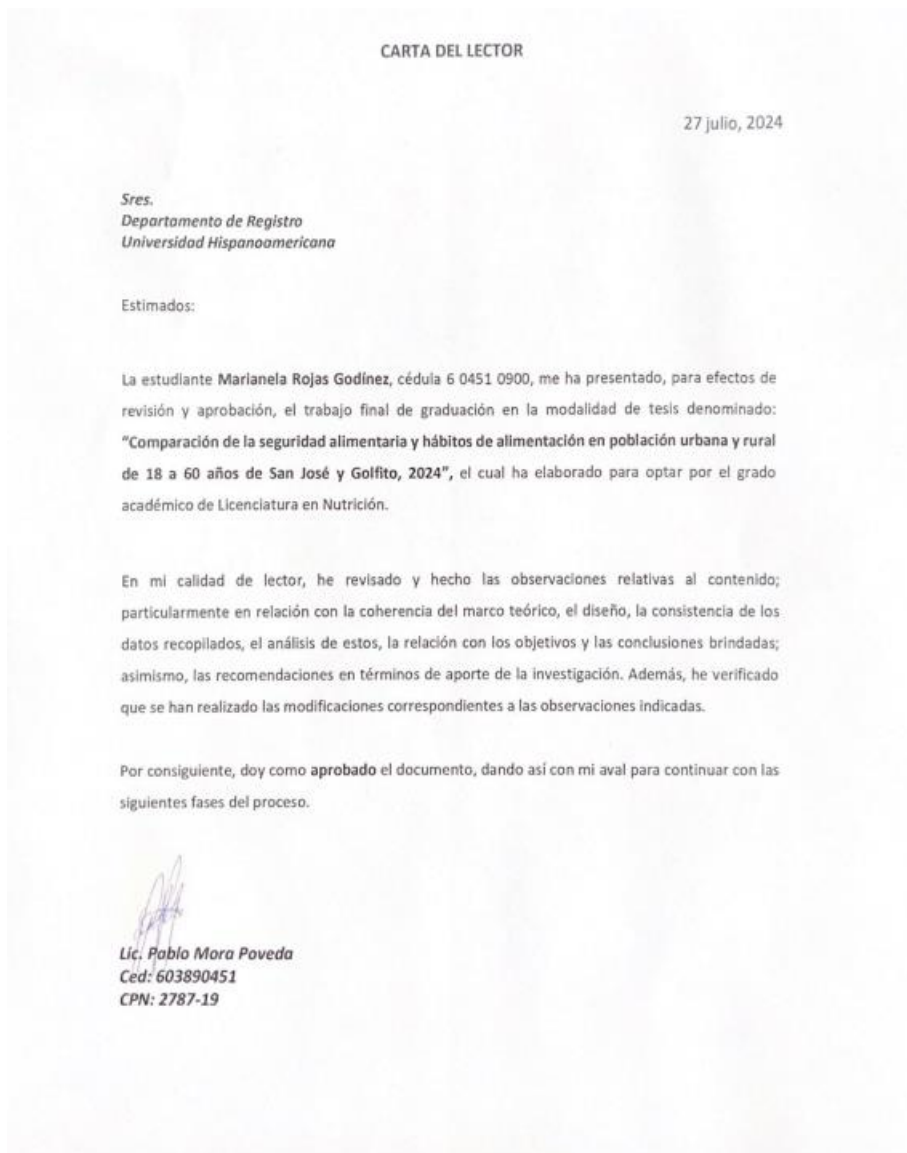 CARTA DEL LECTOR
27 julio, 2024
Sres.
Departamento de Registro
Universidad Hispanoamericana
Estimados:
La estudiante Marianela Rojas Godínez, cédula 6 0451 0900, me ha presentado, para efectos de
revisión y aprobación, el trabajo final de graduación en la modalidad de tesis denominado:
"Comparación de la seguridad alimentaria y hábitos de alimentación en población urbana y rural
de 18 a 60 años de San José y Golfito, 2024", el cual ha elaborado para optar por el grado
académico de Licenciatura en Nutrición.
En mi calidad de lector, he revisado y hecho las observaciones relativas al contenido;
particularmente en relación con la coherencia del marco teórico, el diseño, la consistencia de los
datos recopilados, el análisis de estos, la relación con los objetivos y las conclusiones brindadas;
asimismo, las recomendaciones en términos de aporte de la investigación. Además, he verificado
que se han realizado las modificaciones correspondientes a las observaciones indicadas.
Por consiguiente, doy como aprobado el documento, dando así con mi aval para continuar con las
siguientes fases del proceso.
Lic. Pablo Mora Poveda
Ced: 603890451
CPN: 2787-19